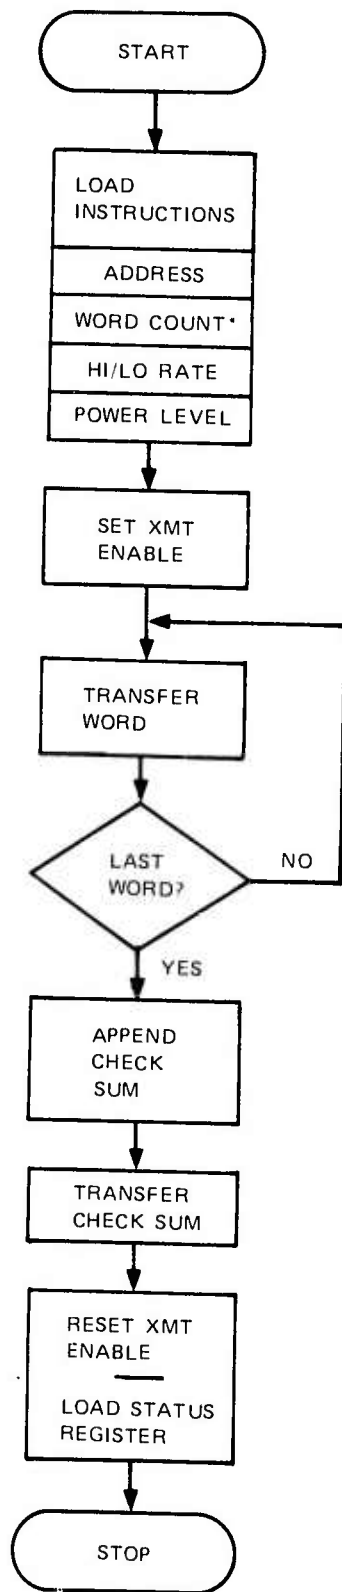 START
LOAD
INSTRUCTIONS
ADDRESS
WORD COUNT*
HI/LO RATE
POWER LEVEL
SET XMT
ENABLE
TRANSFER
WORD
LAST
WORD?
NO
YES
APPEND
CHECK
SUM
TRANSFER
CHECK SUM
RESET XMT
ENABLE
LOAD STATUS
REGISTER
STOP